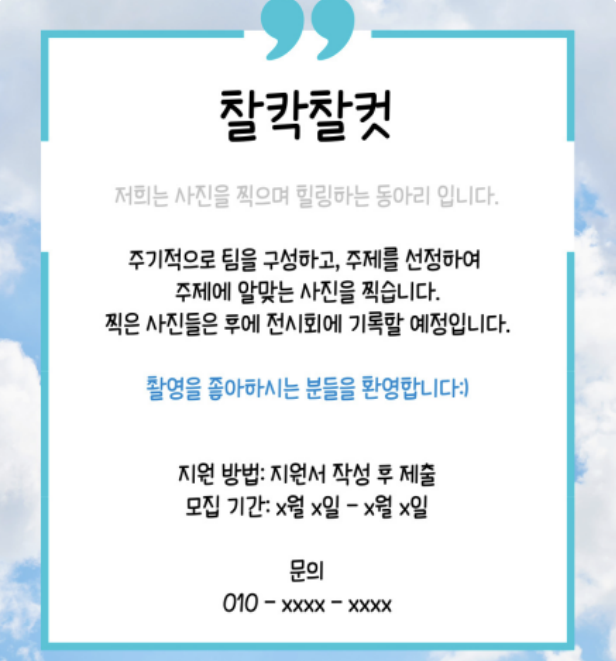 찰칵찰컷
저희는 사진을 찍으며 힐링하는 동아리 입니다.
주기적으로 팀을 구성하고, 주제를 선정하여
주제에 알맞는 사진을 찍습니다.
찍은 사진들은 후에 전시회에 기록할 예정입니다.
촬영을 좋아하시는 분들을 환영합니다:)
지원 방법: 지원서 작성 후 제출
모집 기간: x월 x일 - x월 x일
문의
010 - xxxx - xxxx